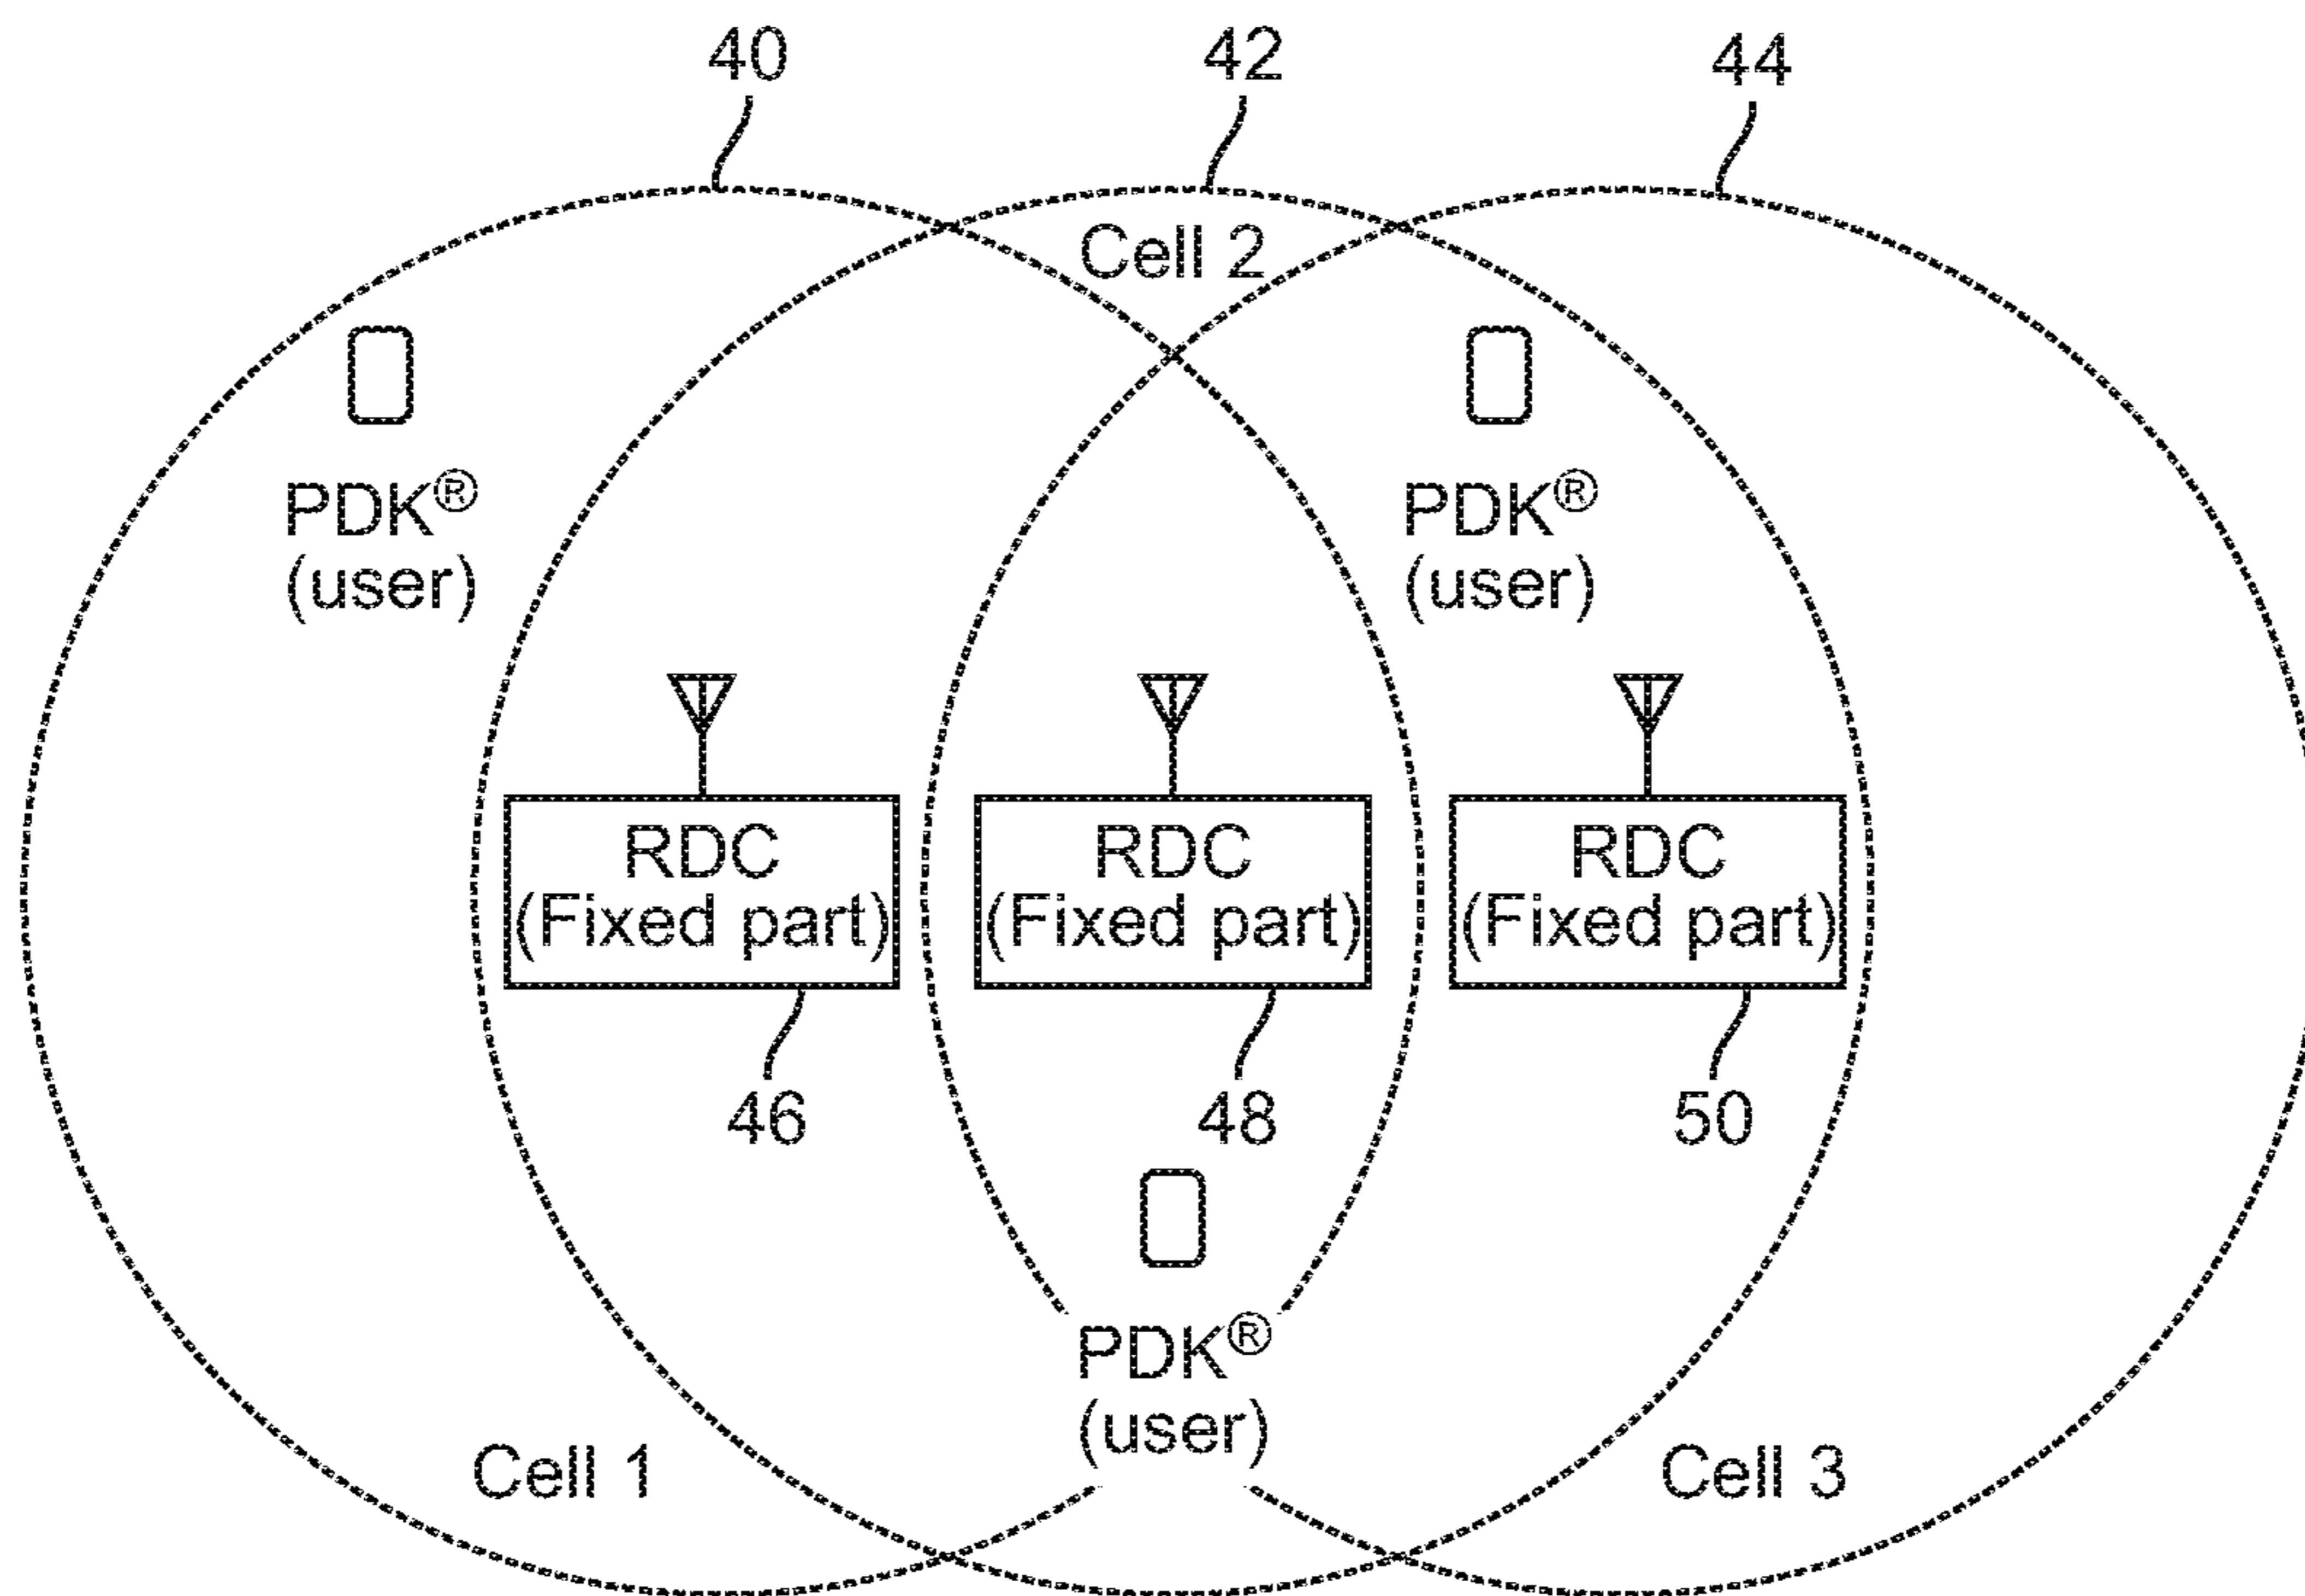 40
42
44
Cell 2
PDK®
(user)
PDK®
(user)
RDC
(Fixed part)
RDC
(Fixed part)
RDC
(Fixed part)
46
48
50
PDK®
(user)
Cell 1
Cell 3